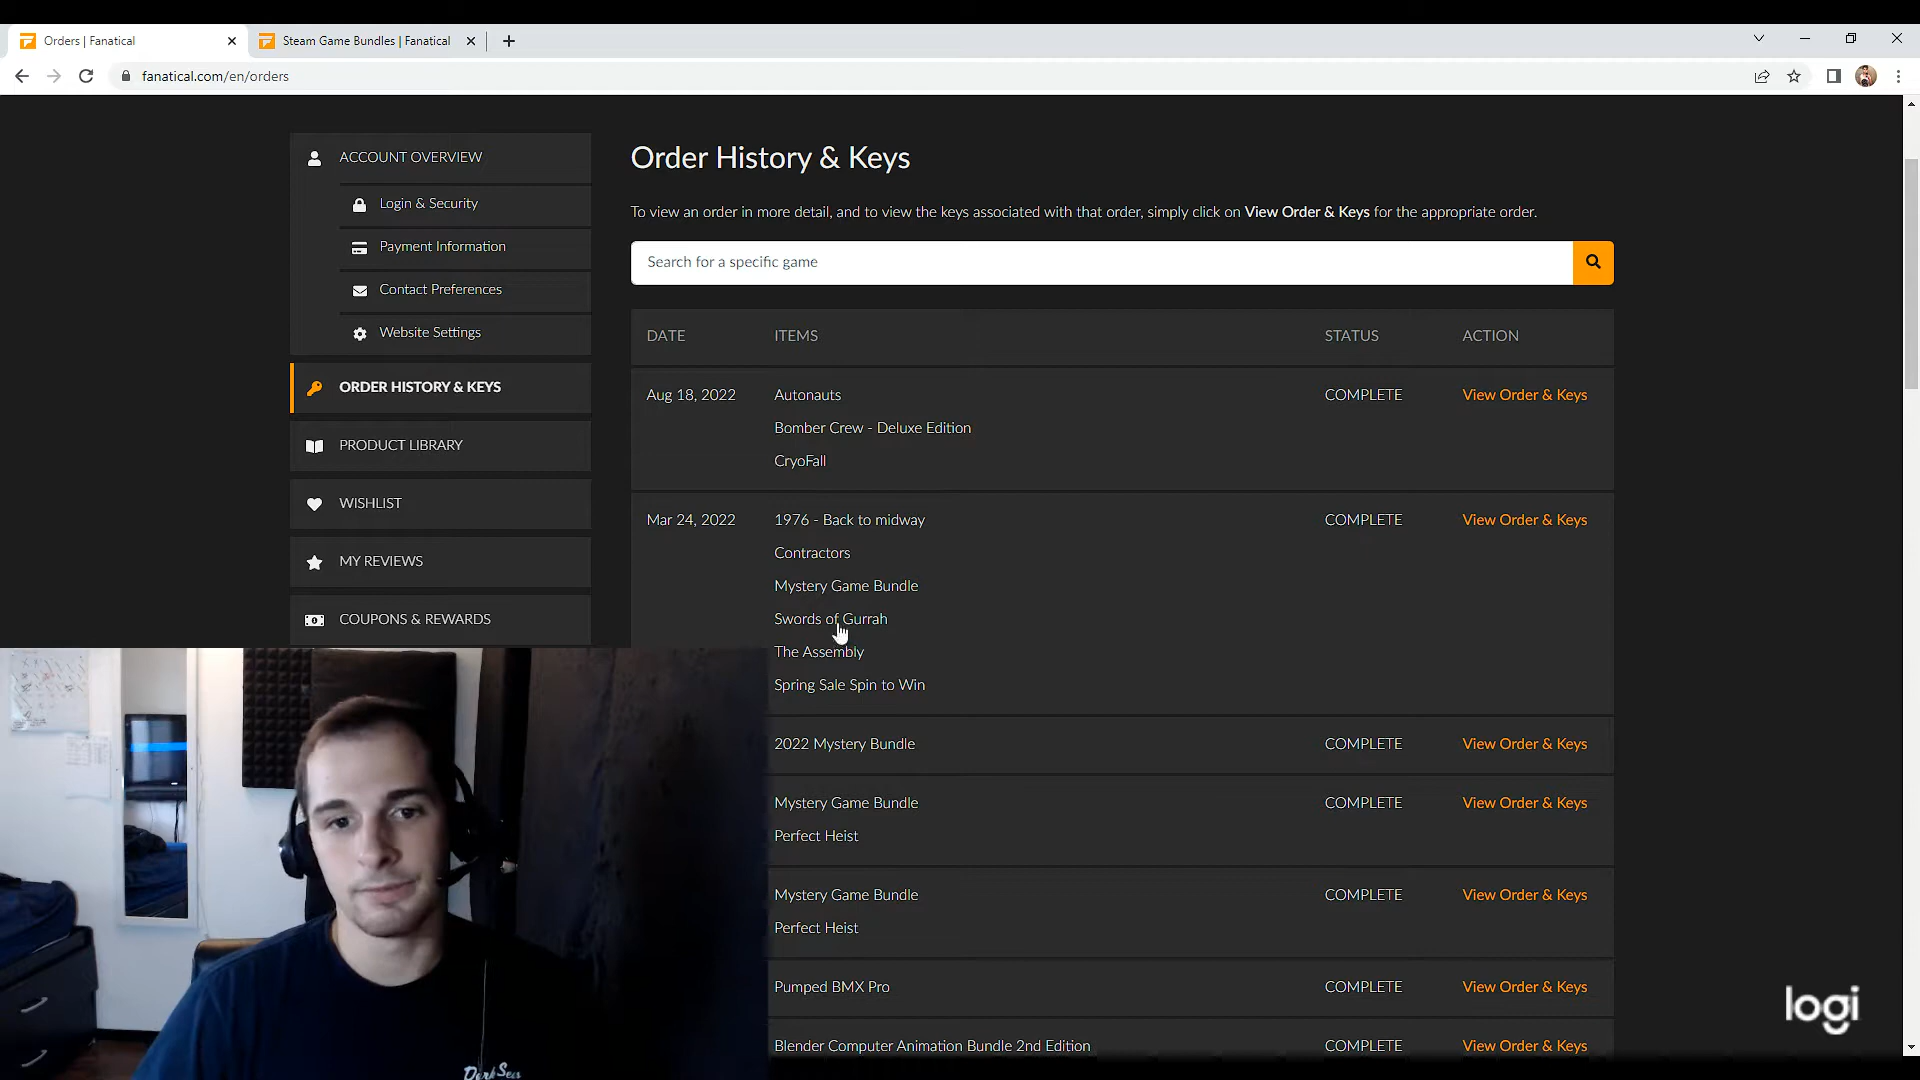 Orders | Fanatical
Steam Game Bundles | Fanatical
fanatical.com/en/orders
ACCOUNT OVERVIEW
Login & Security
Payment Information
Contact Preferences
Website Settings
ORDER HISTORY & KEYS
PRODUCT LIBRARY
WISHLIST
MY REVIEWS
COUPONS & REWARDS
Order History & Keys
To view an order in more detail, and to view the keys associated with that order, simply click on View Order & Keys for the appropriate order.
Search for a specific game
DATE ITEMS STATUS ACTION
Aug 18, 2022 Autonauts COMPLETE View Order & Keys
Bomber Crew - Deluxe Edition
CryoFall
Mar 24, 2022 1976 - Back to midway COMPLETE View Order & Keys
Contractors
Mystery Game Bundle
Swords of Gurrah
The Assembly
Spring Sale Spin to Win
2022 Mystery Bundle COMPLETE View Order & Keys
Mystery Game Bundle COMPLETE View Order & Keys
Perfect Heist
Mystery Game Bundle COMPLETE View Order & Keys
Perfect Heist
Pumped BMX Pro COMPLETE View Order & Keys
Blender Computer Animation Bundle 2nd Edition COMPLETE View Order & Keys
logi